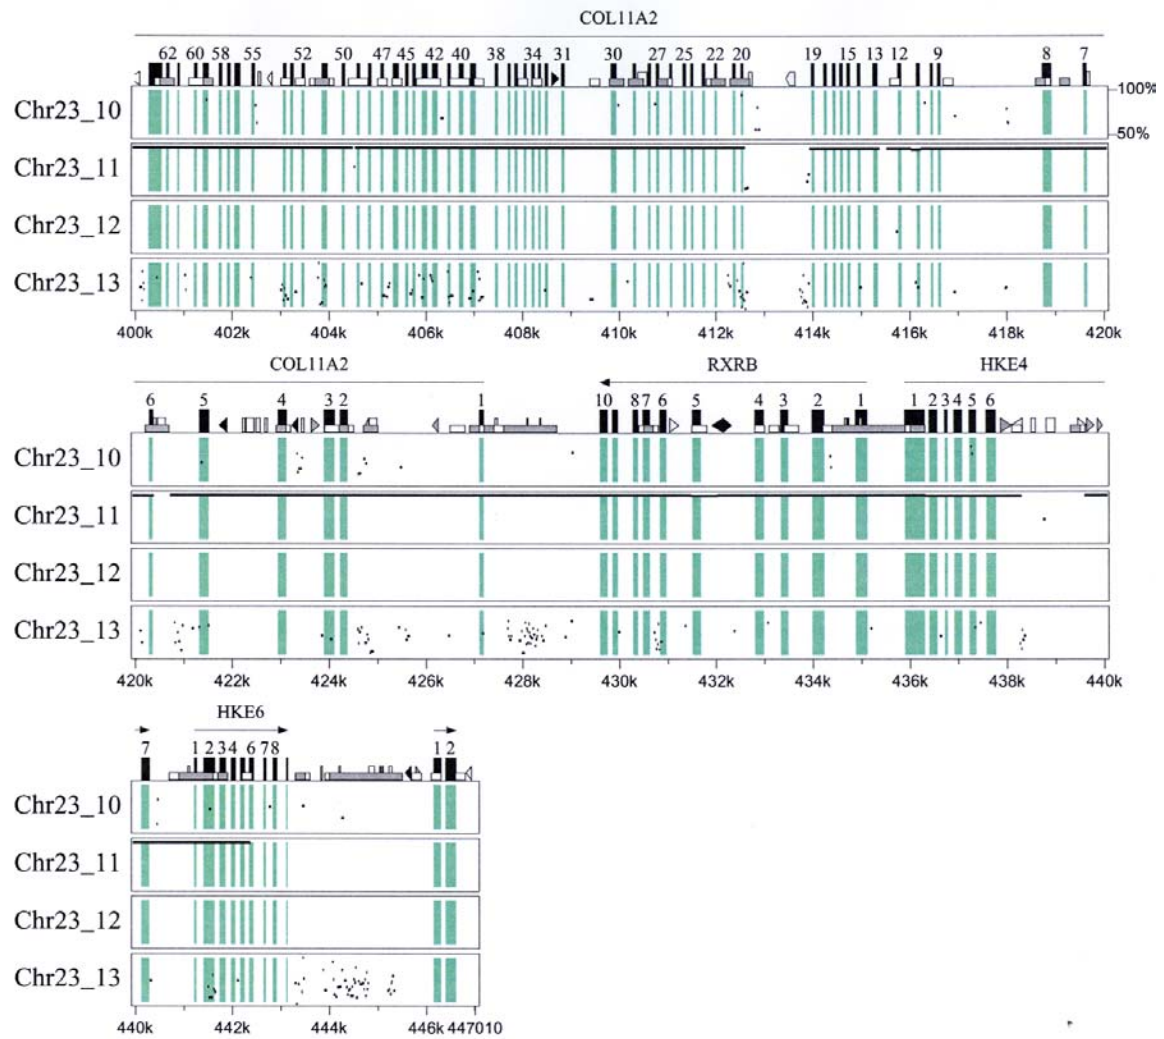 COL11A2
62 60 58 55 52 50 47 45 42 40 38 34 31 30 27 25 22 20 19 15 13 12 9 8 7
Chr23_10
100%
50%
Chr23_11
Chr23_12
Chr23_13
400k 402k 404k 406k 408k 410k 412k 414k 416k 418k 420k
COL11A2 RXRB HKE4
6 5 4 3 2 1 10 8 7 6 5 4 3 2 1 1 2 3 4 5 6
Chr23_10
Chr23_11
Chr23_12
Chr23_13
420k 422k 424k 426k 428k 430k 432k 434k 436k 438k 440k
HKE6
7 1 2 3 4 6 7 8 1 2
Chr23_10
Chr23_11
Chr23_12
Chr23_13
440k 442k 444k 446k 447010